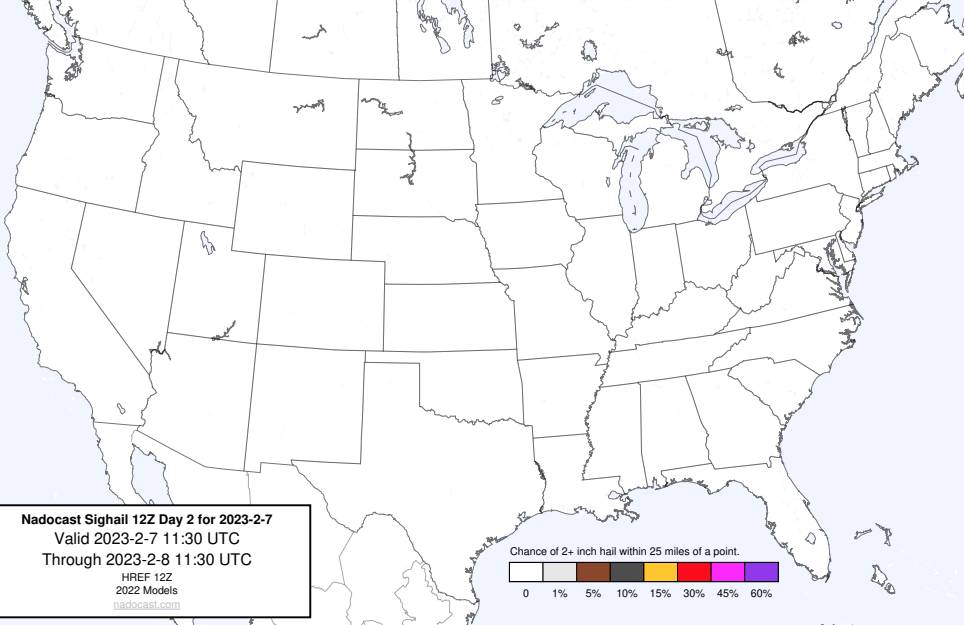 Nadocast Sighail 12Z Day 2 for 2023-2-7
Valid 2023-2-7 11:30 UTC
Through 2023-2-8 11:30 UTC
HREF 12Z
2022 Models
nadocast.com
Chance of 2+ inch hail within 25 miles of a point.
0 1% 5% 10% 15% 30% 45% 60%